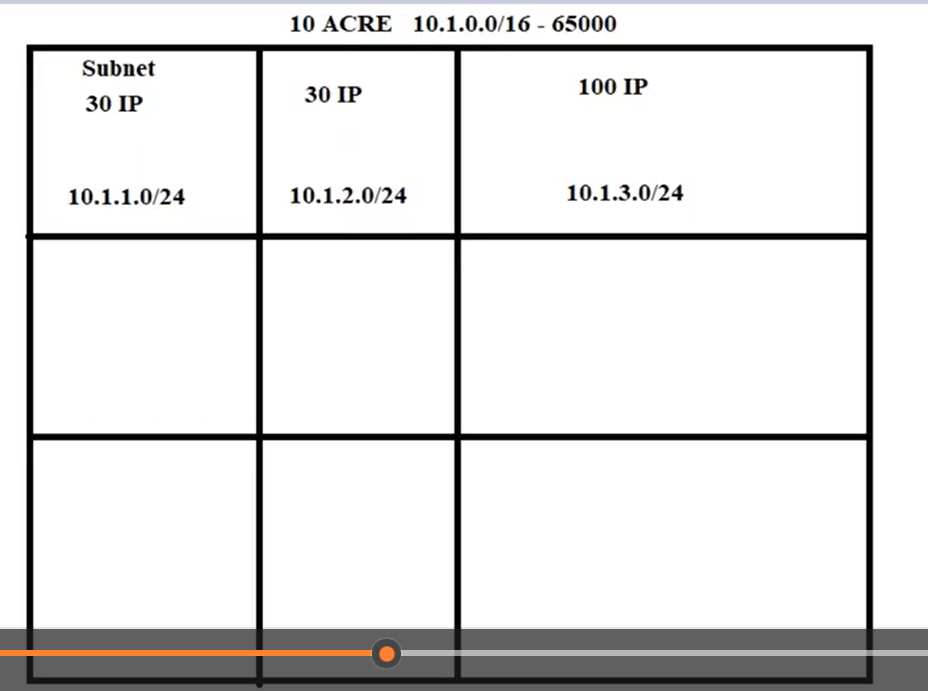 10 ACRE 10.1.0.0/16 - 65000
Subnet
30 IP
30 IP
100 IP
10.1.1.0/24
10.1.2.0/24
10.1.3.0/24